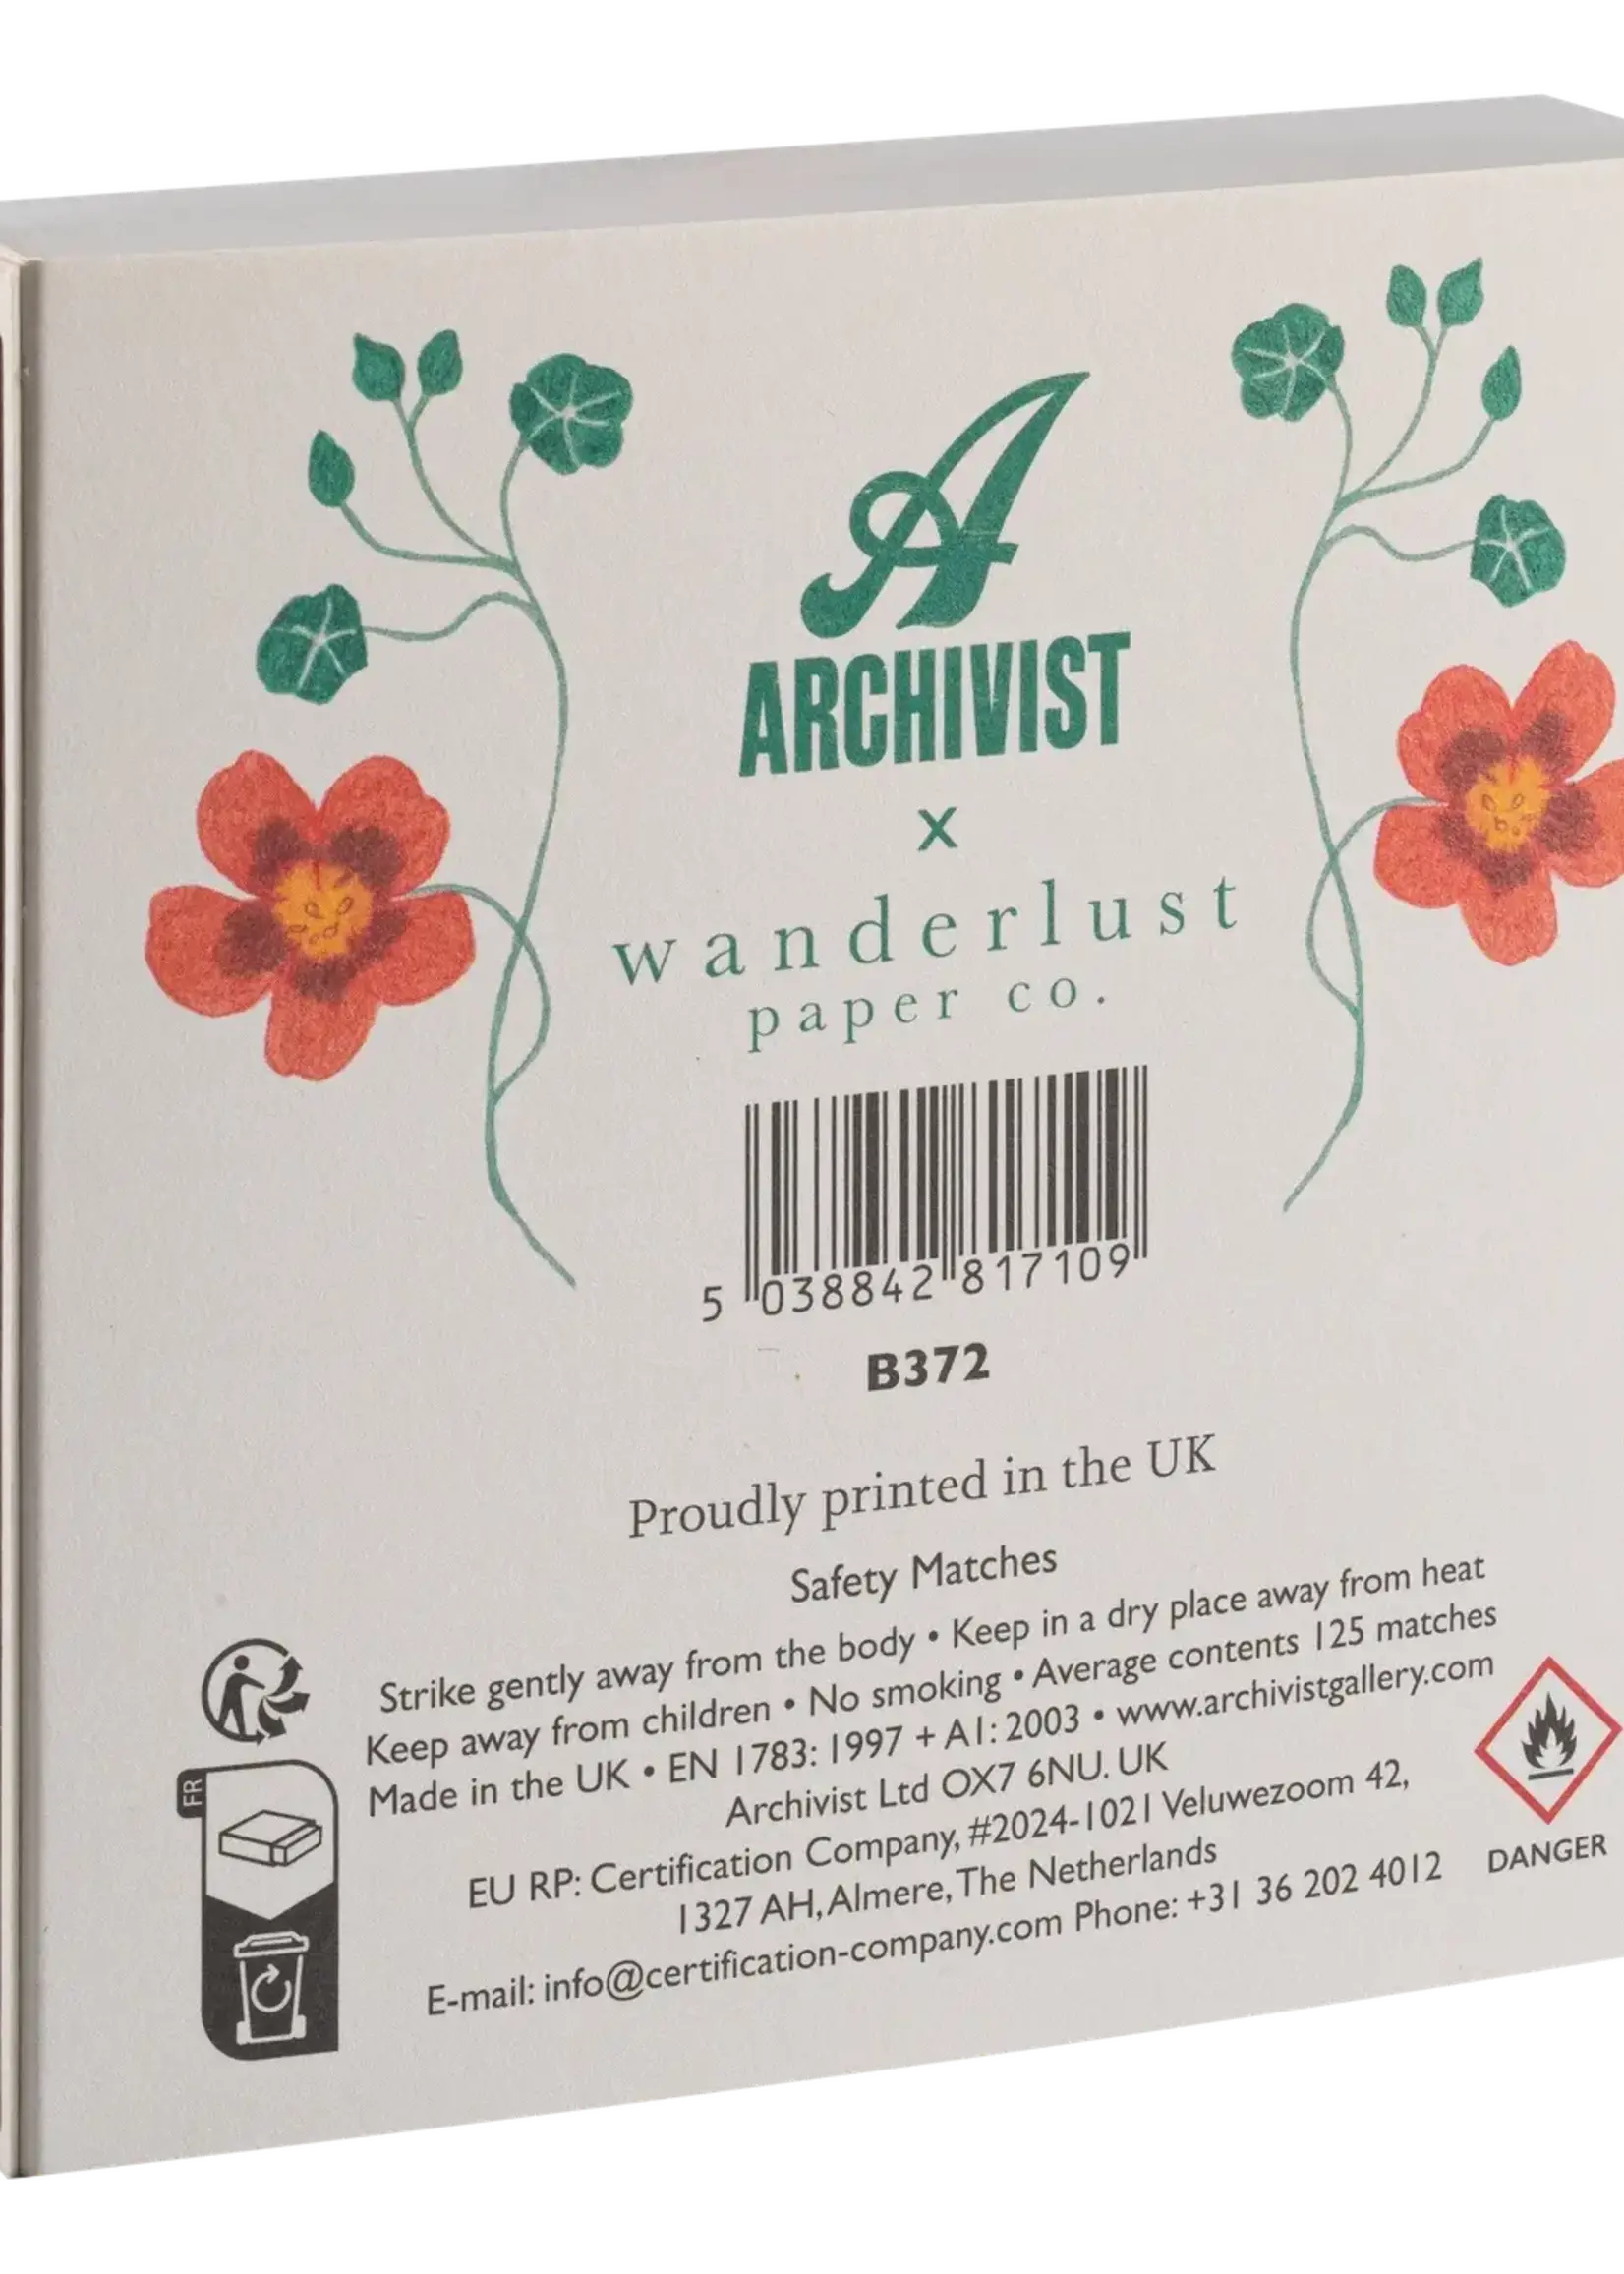 A
ARCHIVIST
x
wanderlust
paper co.
5 038842 817109
B372
Proudly printed in the UK
Safety Matches
Strike gently away from the body • Keep in a dry place away from heat
Keep away from children • No smoking • Average contents 125 matches
Made in the UK • EN 1783: 1997 + A1: 2003 • www.archivistgallery.com
Archivist Ltd OX7 6NU. UK
EU RP: Certification Company, #2024-1021 Veluwezoom 42,
1327 AH, Almere, The Netherlands
E-mail: info@certification-company.com Phone: +31 36 202 4012
DANGER
FR